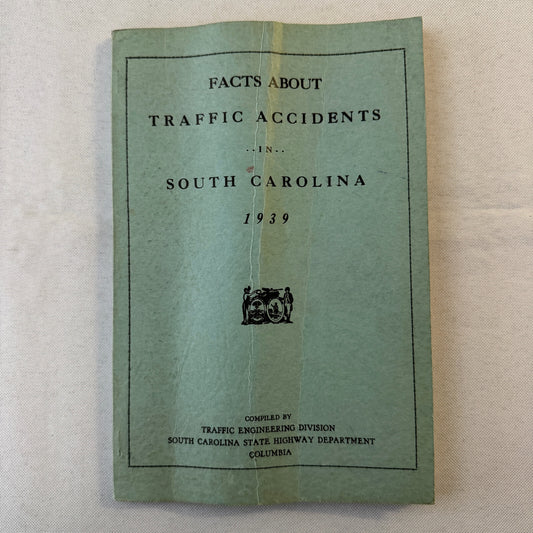 FACTS ABOUT
TRAFFIC ACCIDENTS
..IN..
SOUTH CAROLINA
1939
COMPILED BY
TRAFFIC ENGINEERING DIVISION
SOUTH CAROLINA STATE HIGHWAY DEPARTMENT
COLUMBIA